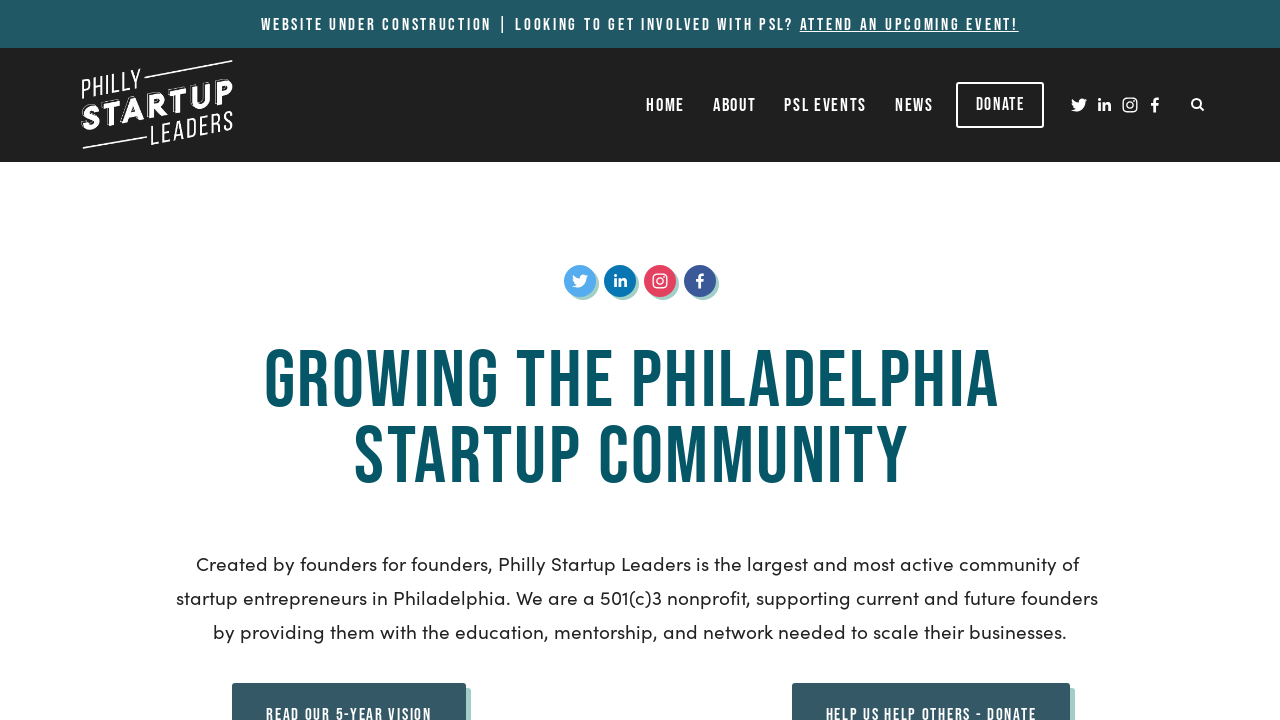 WEBSITE UNDER CONSTRUCTION | LOOKING TO GET INVOLVED WITH PSL? ATTEND AN UPCOMING EVENT!
PHILLY
STARTUP
LEADERS
HOME ABOUT PSL EVENTS NEWS DONATE
GROWING THE PHILADELPHIA
STARTUP COMMUNITY
Created by founders for founders, Philly Startup Leaders is the largest and most active community of
startup entrepreneurs in Philadelphia. We are a 501(c)3 nonprofit, supporting current and future founders
by providing them with the education, mentorship, and network needed to scale their businesses.
READ OUR 5-YEAR VISION
HELP US HELP OTHERS - DONATE